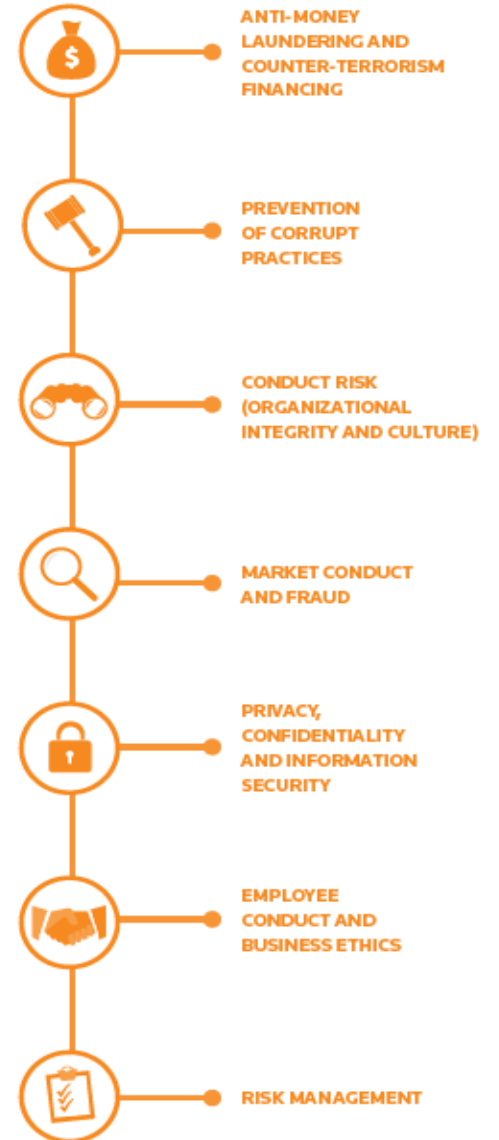 $
ANTI-MONEY
LAUNDERING AND
COUNTER-TERRORISM
FINANCING
PREVENTION
OF CORRUPT
PRACTICES
CONDUCT RISK
(ORGANIZATIONAL
INTEGRITY AND CULTURE)
MARKET CONDUCT
AND FRAUD
PRIVACY,
CONFIDENTIALITY
AND INFORMATION
SECURITY
EMPLOYEE
CONDUCT AND
BUSINESS ETHICS
RISK MANAGEMENT